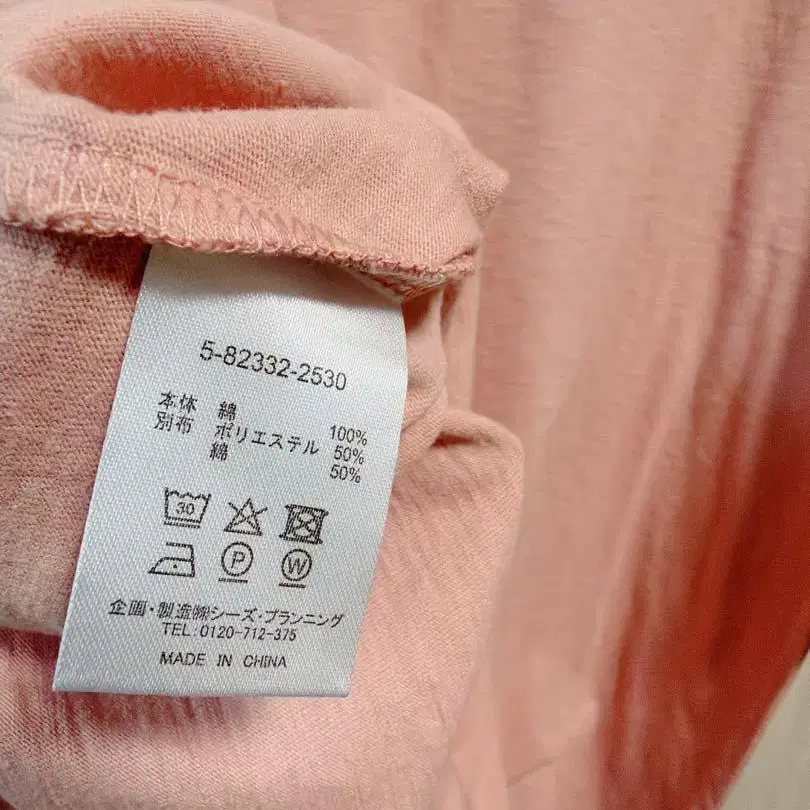 5-82332-2530
本体 綿 100%
別布 ポリエステル 50%
綿 50%
30
P W
企画・製造㈱シーズ・プランニング
TEL:0120-712-375
MADE IN CHINA